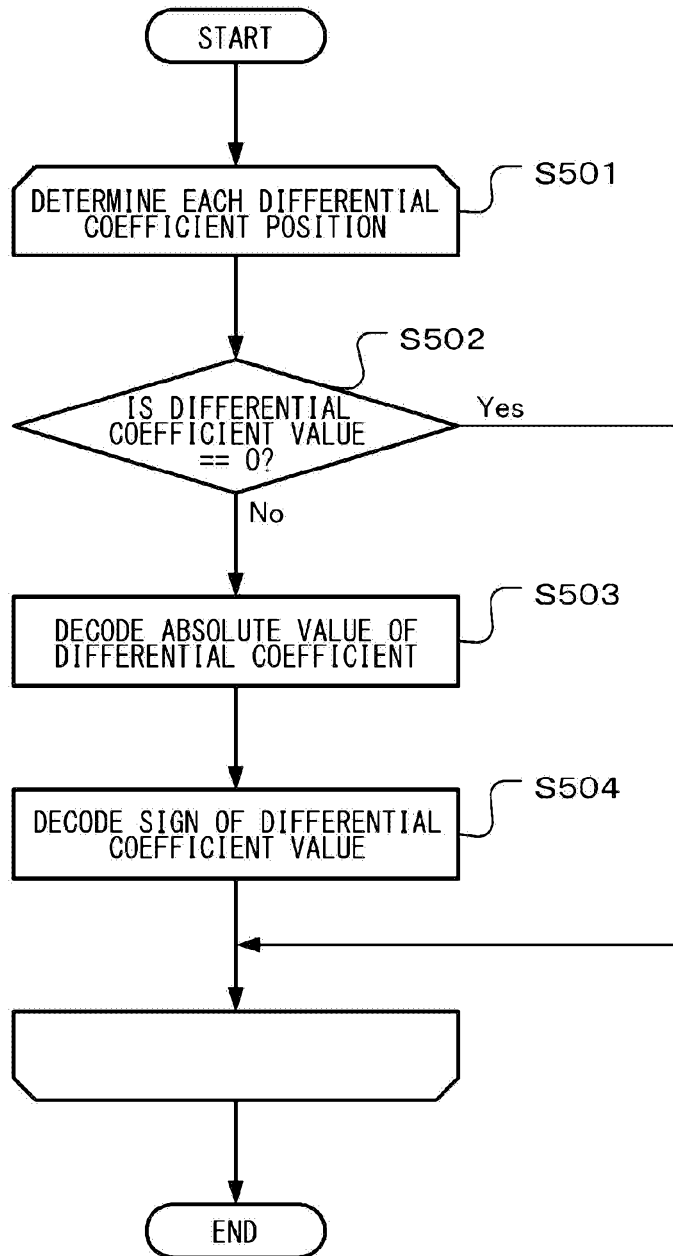 START
DETERMINE EACH DIFFERENTIAL
COEFFICIENT POSITION
S501
S502
IS DIFFERENTIAL
COEFFICIENT VALUE
== 0?
Yes
No
S503
DECODE ABSOLUTE VALUE OF
DIFFERENTIAL COEFFICIENT
S504
DECODE SIGN OF DIFFERENTIAL
COEFFICIENT VALUE
END